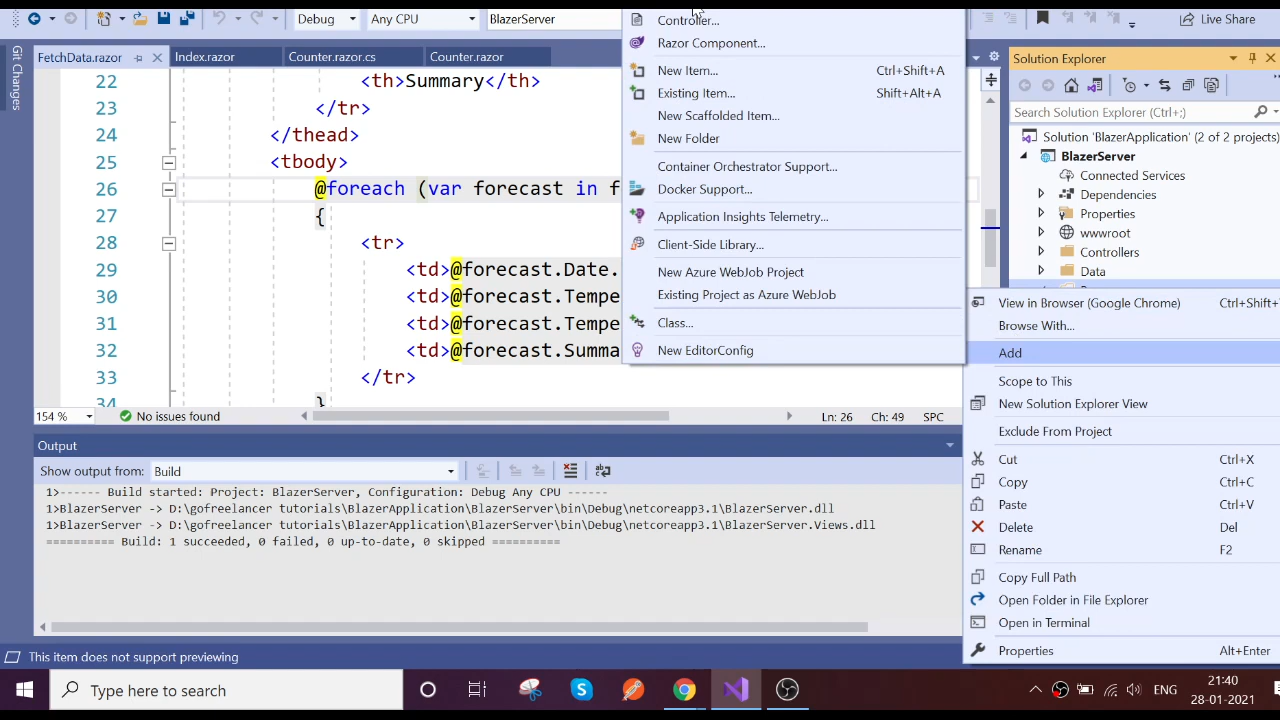 Debug
Any CPU
BlazerServer
Live Share
Git Changes
FetchData.razor
Index.razor
Counter.razor.cs
Counter.razor
22 <th>Summary</th>
23 </tr>
24 </thead>
25 <tbody>
26 @foreach (var forecast in f
27 {
28 <tr>
29 <td>@forecast.Date.
30 <td>@forecast.Tempe
31 <td>@forecast.Tempe
32 <td>@forecast.Summa
33 </tr>
34 }
154 %
No issues found
Ln: 26
Ch: 49
SPC
Controller...
Razor Component...
New Item... Ctrl+Shift+A
Existing Item... Shift+Alt+A
New Scaffolded Item...
New Folder
Container Orchestrator Support...
Docker Support...
Application Insights Telemetry...
Client-Side Library...
New Azure WebJob Project
Existing Project as Azure WebJob
Class...
New EditorConfig
Solution Explorer
Search Solution Explorer (Ctrl+;)
Solution 'BlazerApplication' (2 of 2 projects)
BlazerServer
Connected Services
Dependencies
Properties
wwwroot
Controllers
Data
View in Browser (Google Chrome) Ctrl+Shift+
Browse With...
Add
Scope to This
New Solution Explorer View
Exclude From Project
Cut Ctrl+X
Copy Ctrl+C
Paste Ctrl+V
Delete Del
Rename F2
Copy Full Path
Open Folder in File Explorer
Open in Terminal
Properties Alt+Enter
Output
Show output from: Build
1>------ Build started: Project: BlazerServer, Configuration: Debug Any CPU ------
1>BlazerServer -> D:\gofreelancer tutorials\BlazerApplication\BlazerServer\bin\Debug\netcoreapp3.1\BlazerServer.dll
1>BlazerServer -> D:\gofreelancer tutorials\BlazerApplication\BlazerServer\bin\Debug\netcoreapp3.1\BlazerServer.Views.dll
========== Build: 1 succeeded, 0 failed, 0 up-to-date, 0 skipped ==========
This item does not support previewing
Type here to search
ENG
21:40
28-01-2021